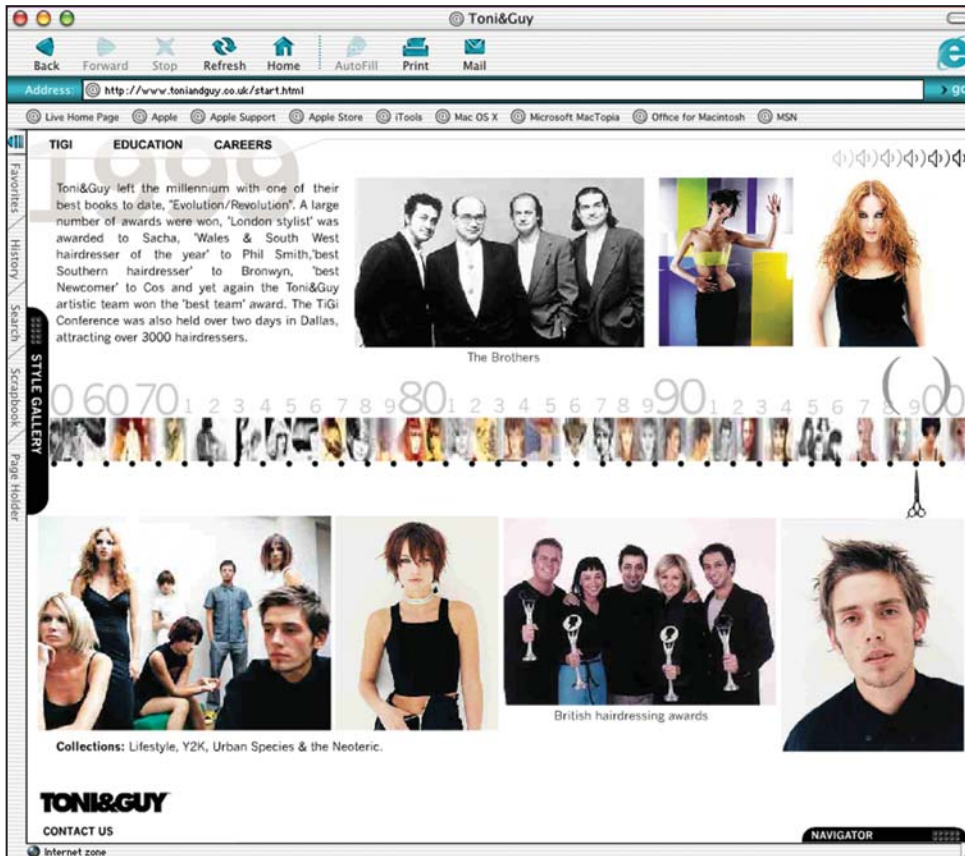 Toni&Guy
Back Forward Stop Refresh Home AutoFill Print Mail
Address: http://www.toniandguy.co.uk/start.html go
Live Home Page Apple Apple Support Apple Store iTools Mac OS X Microsoft MacTopia Office for Macintosh MSN
Favorites
History
Search
Scrapbook
Page Holder
TIGI EDUCATION CAREERS
1999
Toni&Guy left the millennium with one of their
best books to date, "Evolution/Revolution". A large
number of awards were won, 'London stylist' was
awarded to Sacha, 'Wales & South West
hairdresser of the year' to Phil Smith,'best
Southern hairdresser' to Bronwyn, 'best
Newcomer' to Cos and yet again the Toni&Guy
artistic team won the 'best team' award. The TiGi
Conference was also held over two days in Dallas,
attracting over 3000 hairdressers.
The Brothers
STYLE GALLERY
0 60 70 1 2 3 4 5 6 7 8 9 80 1 2 3 4 5 6 7 8 9 90 1 2 3 4 5 6 7 8 9 00
British hairdressing awards
Collections: Lifestyle, Y2K, Urban Species & the Neoteric.
TONI&GUY
CONTACT US
NAVIGATOR
Internet zone